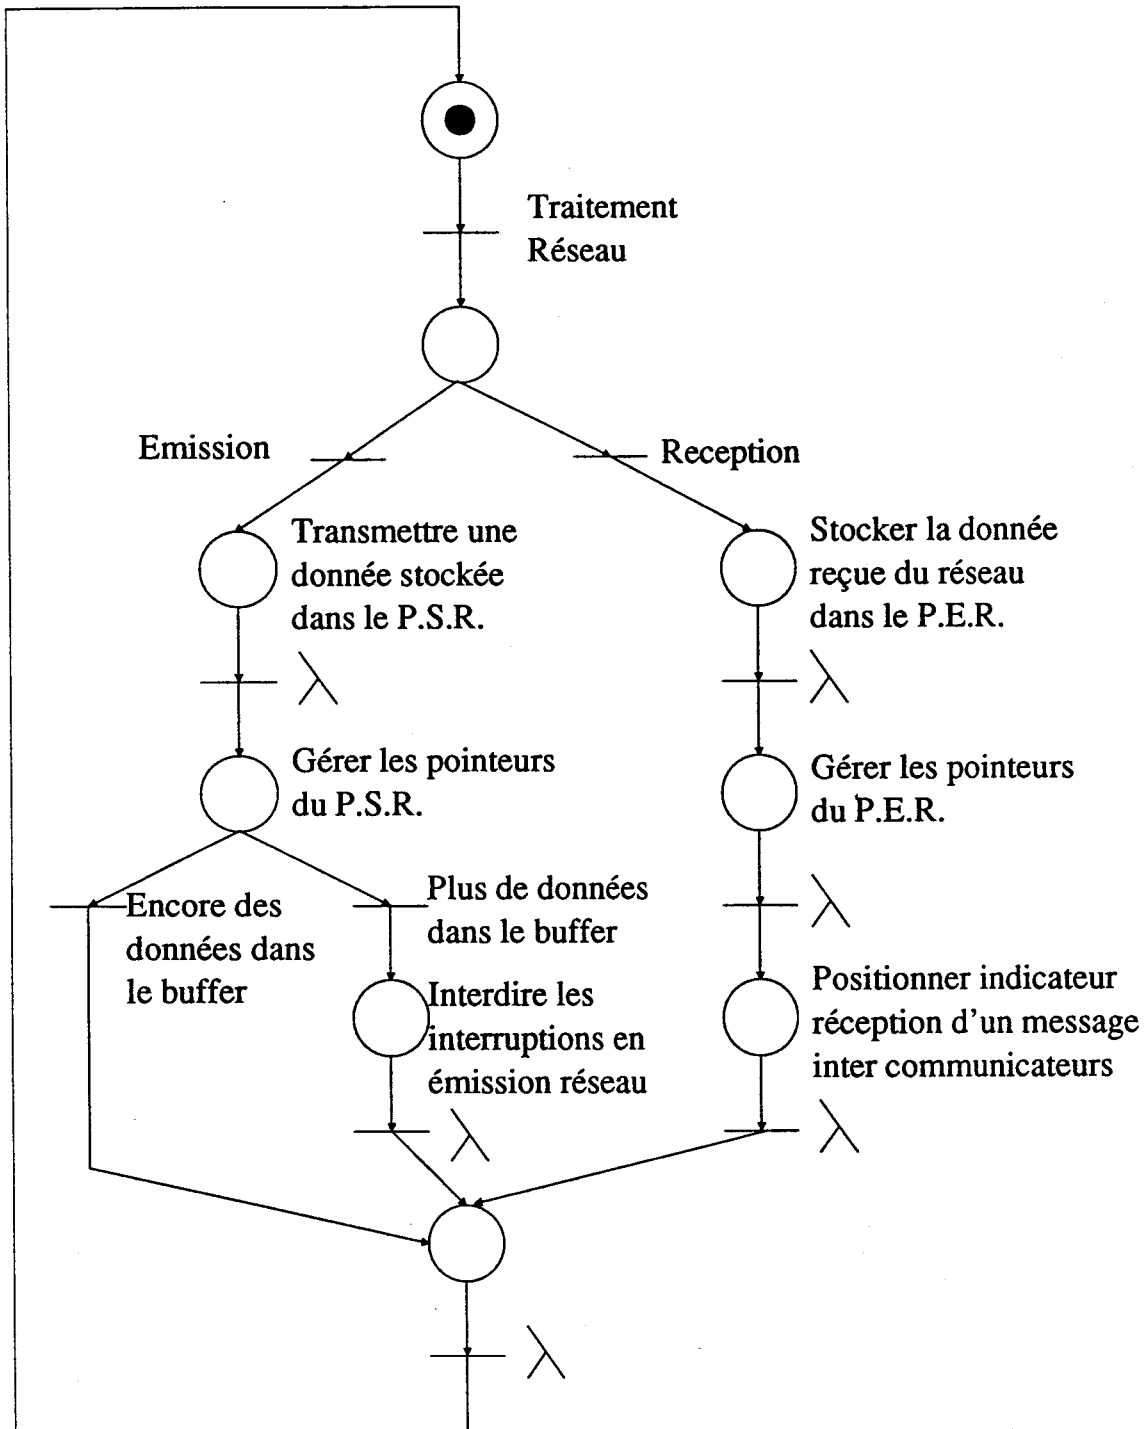 Traitement
Réseau
Emission
Reception
Transmettre une
donnée stockée
dans le P.S.R.
Stocker la donnée
reçue du réseau
dans le P.E.R.
λ
λ
Gérer les pointeurs
du P.S.R.
Gérer les pointeurs
du P.E.R.
Encore des
données dans
le buffer
Plus de données
dans le buffer
λ
Interdire les
interruptions en
émission réseau
Positionner indicateur
réception d'un message
inter communicateurs
λ
λ
λ